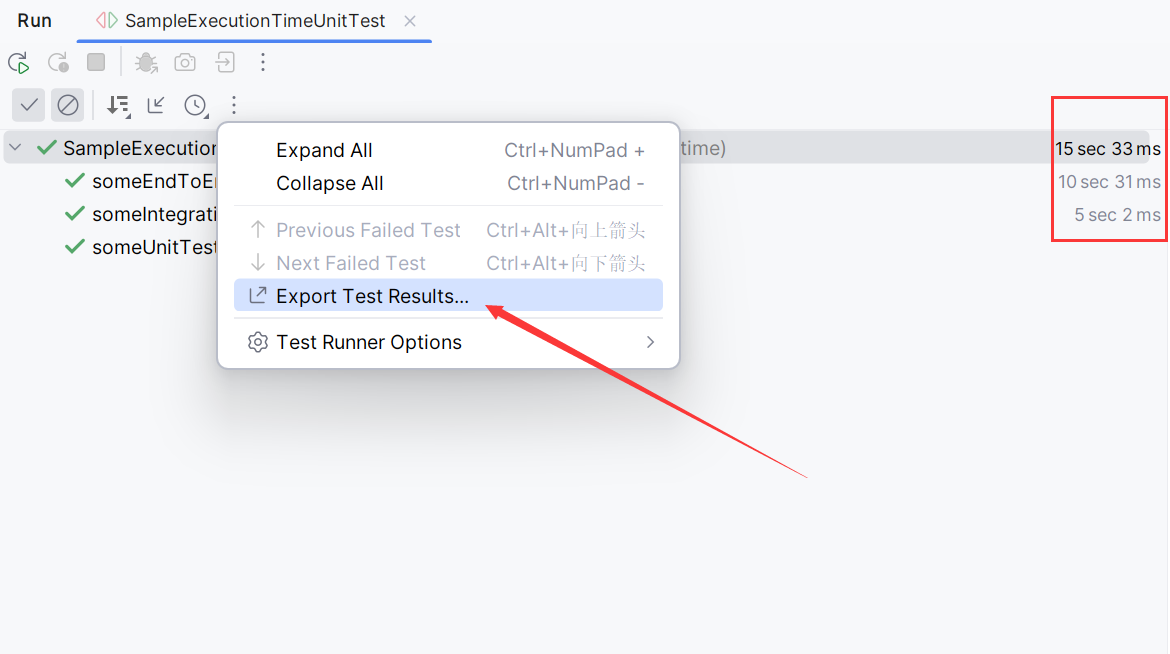 Run SampleExecutionTimeUnitTest
SampleExecution time) 15 sec 33 ms
someEndToE 10 sec 31 ms
someIntegrati 5 sec 2 ms
someUnitTest
Expand All Ctrl+NumPad +
Collapse All Ctrl+NumPad -
Previous Failed Test Ctrl+Alt+向上箭头
Next Failed Test Ctrl+Alt+向下箭头
Export Test Results...
Test Runner Options